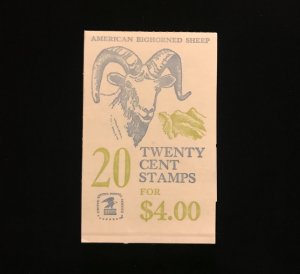 AMERICAN BIGHORNED SHEEP
20 TWENTY
CENT
STAMPS
FOR
$4.00